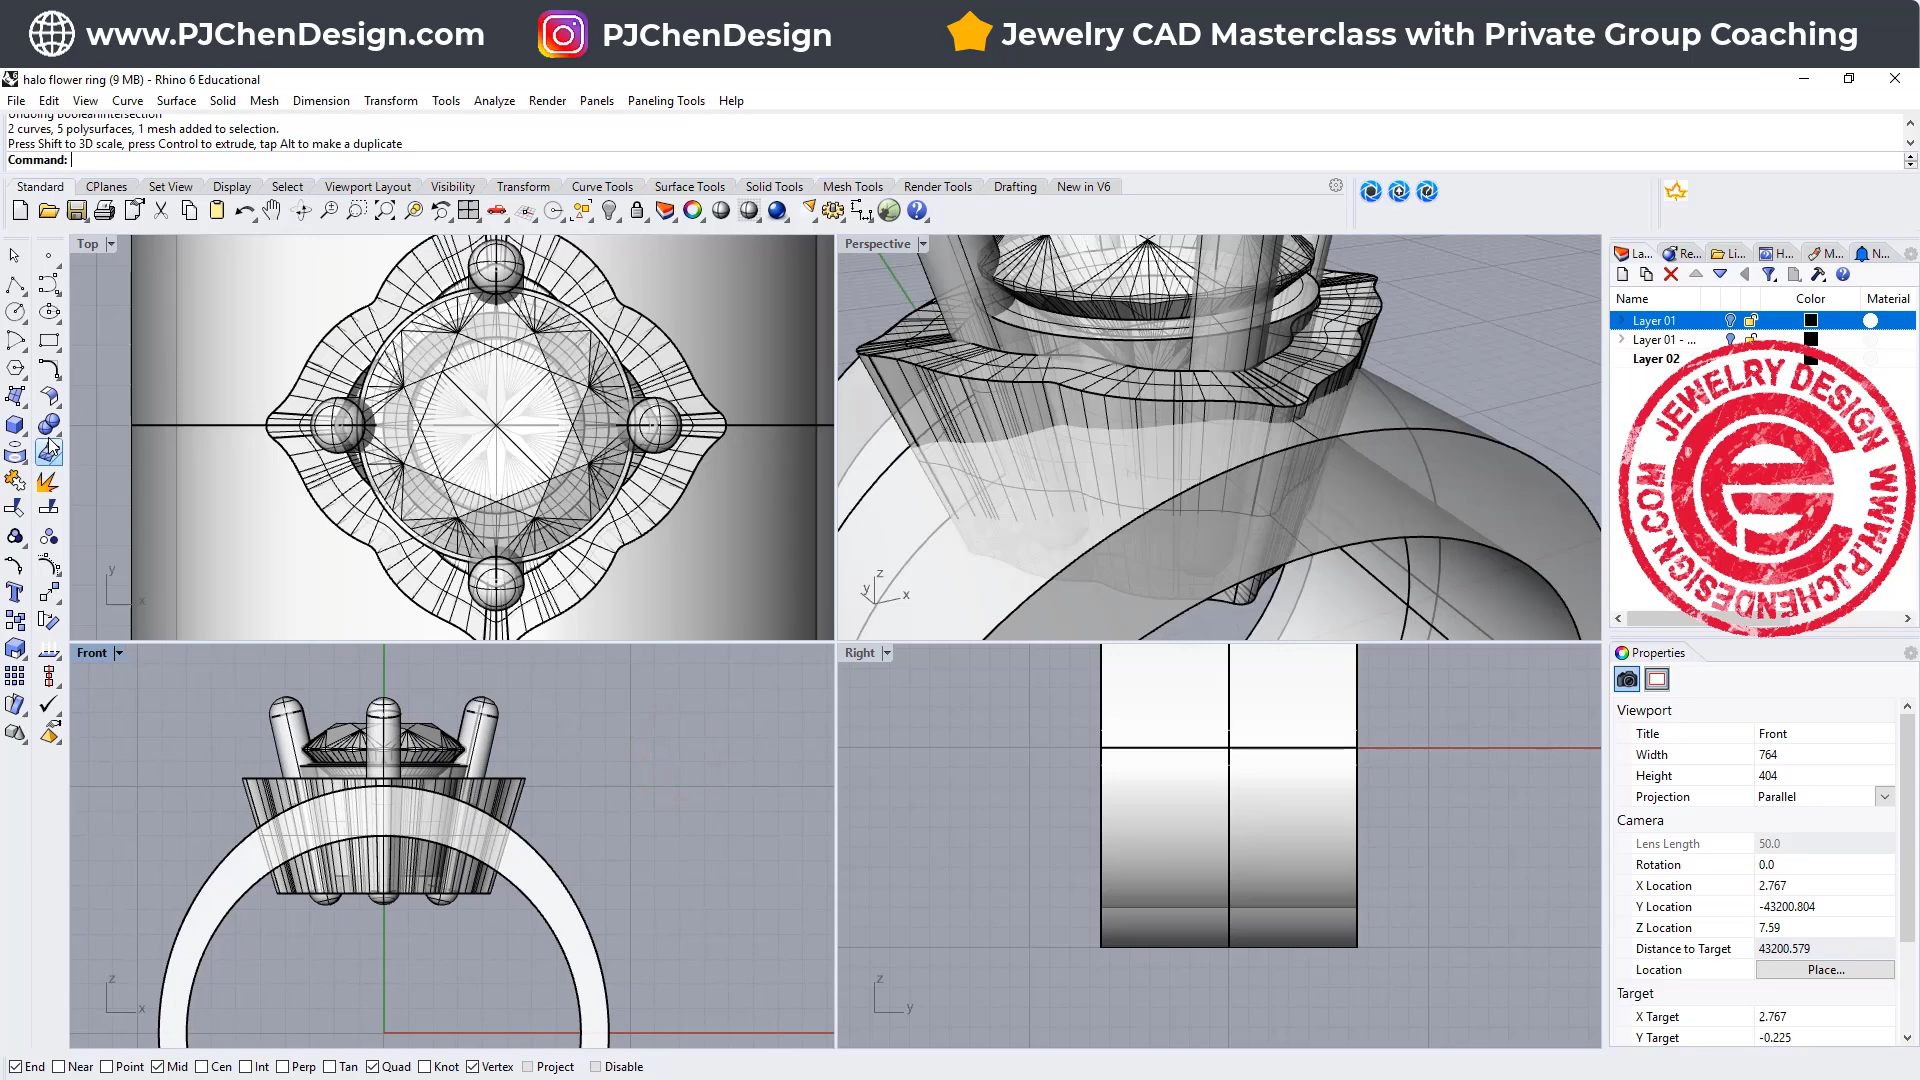 www.PJChenDesign.com PJChenDesign Jewelry CAD Masterclass with Private Group Coaching
halo flower ring (9 MB) - Rhino 6 Educational
File Edit View Curve Surface Solid Mesh Dimension Transform Tools Analyze Render Panels Paneling Tools Help
Undoing BooleanIntersection
2 curves, 5 polysurfaces, 1 mesh added to selection.
Press Shift to 3D scale, press Control to extrude, tap Alt to make a duplicate
Command:
Standard CPlanes Set View Display Select Viewport Layout Visibility Transform Curve Tools Surface Tools Solid Tools Mesh Tools Render Tools Drafting New in V6
Top Perspective
La... Re... Li... H... M... N...
Name Color Material
Layer 01
Layer 01 - ...
Layer 02
JEWELRY DESIGN WWW.PJCHENDESIGN.COM
y x
z y x
Front Right
z x
z y
Properties
Viewport
Title Front
Width 764
Height 404
Projection Parallel
Camera
Lens Length 50.0
Rotation 0.0
X Location 2.767
Y Location -43200.804
Z Location 7.59
Distance to Target 43200.579
Location Place...
Target
X Target 2.767
Y Target -0.225
End Near Point Mid Cen Int Perp Tan Quad Knot Vertex Project Disable